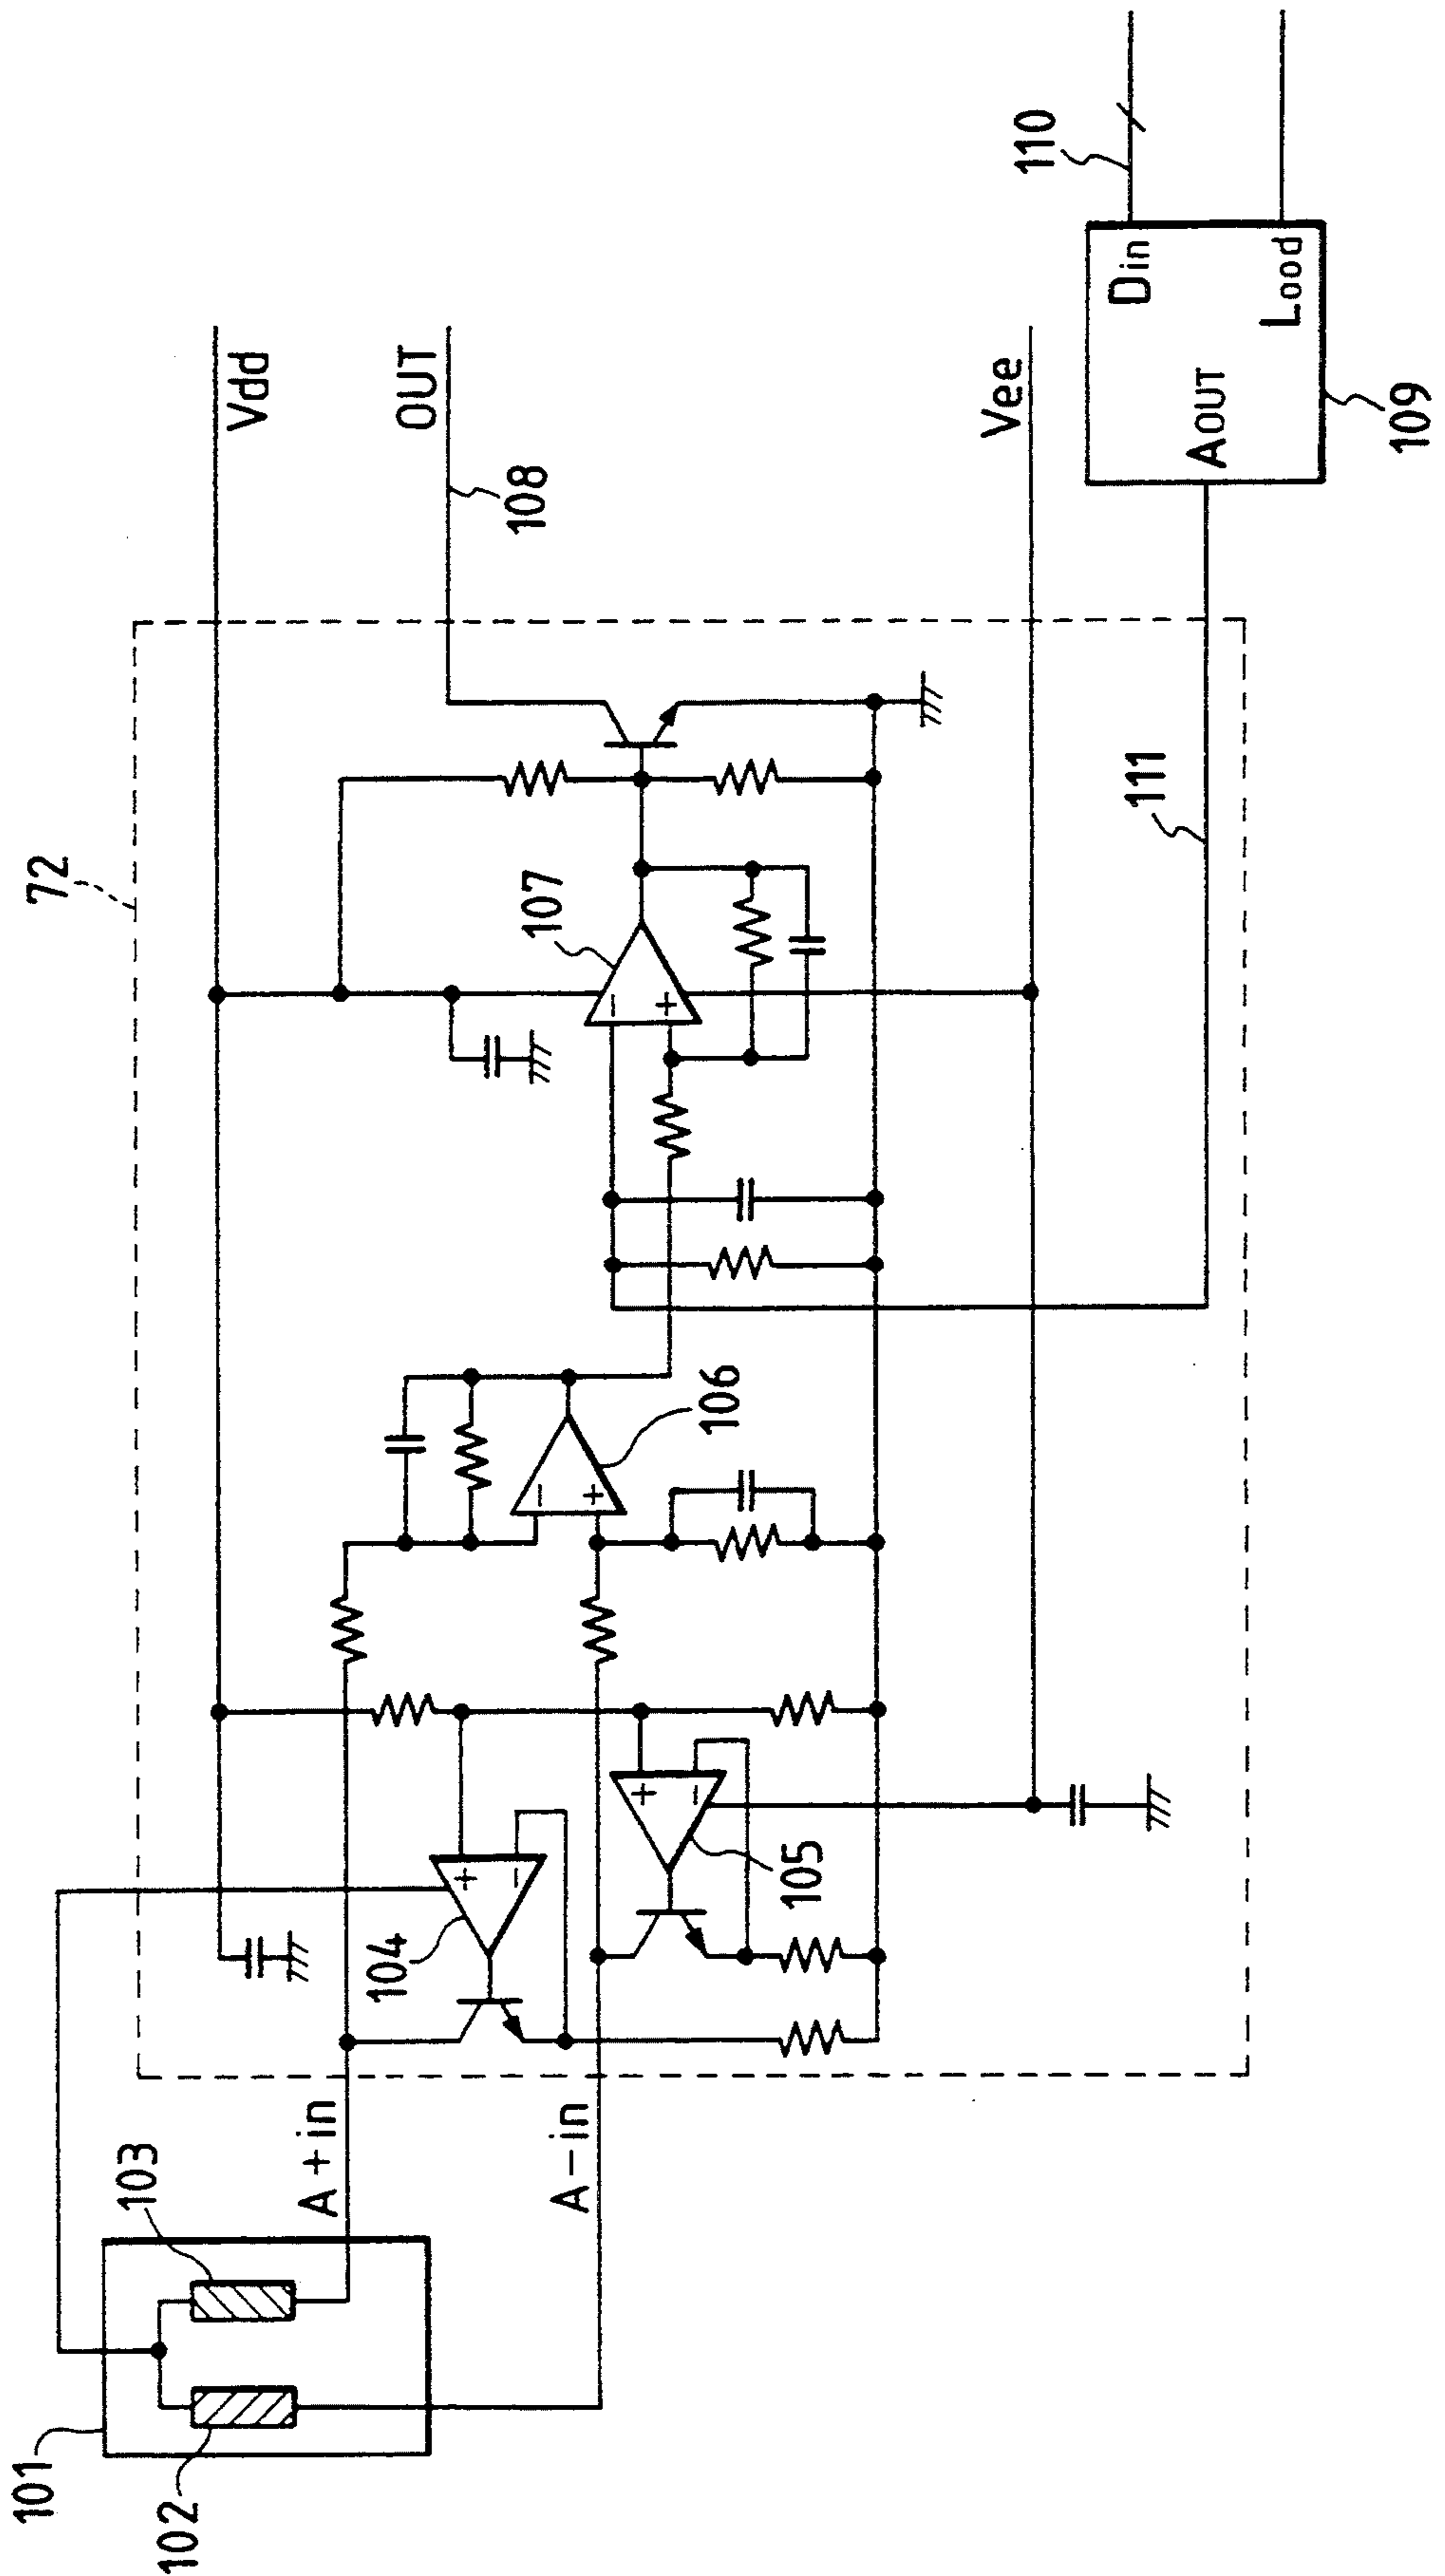 72
Vdd
OUT
108
107
Vee
110
Din
Lood
AOUT
109
111
106
104
105
A+in
A-in
103
101
102
-
+
-
+
+
-
+
-